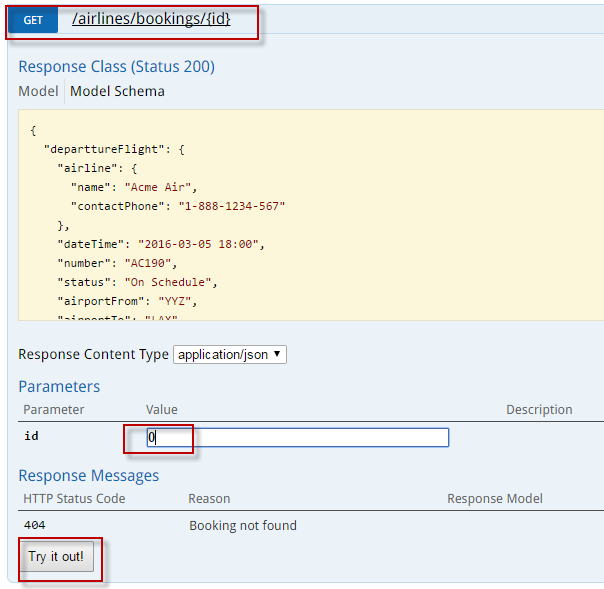 GET /airlines/bookings/{id}
Response Class (Status 200)
Model Model Schema
{
"departtureFlight": {
"airline": {
"name": "Acme Air",
"contactPhone": "1-888-1234-567"
},
"dateTime": "2016-03-05 18:00",
"number": "AC190",
"status": "On Schedule",
"airportFrom": "YYZ",
"airportTo": "LAX"
Response Content Type application/json
Parameters
Parameter Value Description
id 0
Response Messages
HTTP Status Code Reason Response Model
404 Booking not found
Try it out!